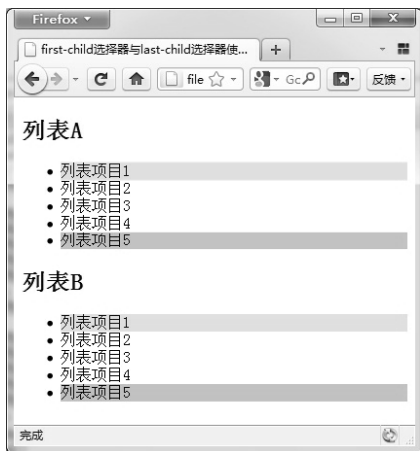 Firefox
first-child选择器与last-child选择器使...
file
Gc
反馈
列表A
列表项目1
列表项目2
列表项目3
列表项目4
列表项目5
列表B
列表项目1
列表项目2
列表项目3
列表项目4
列表项目5
完成